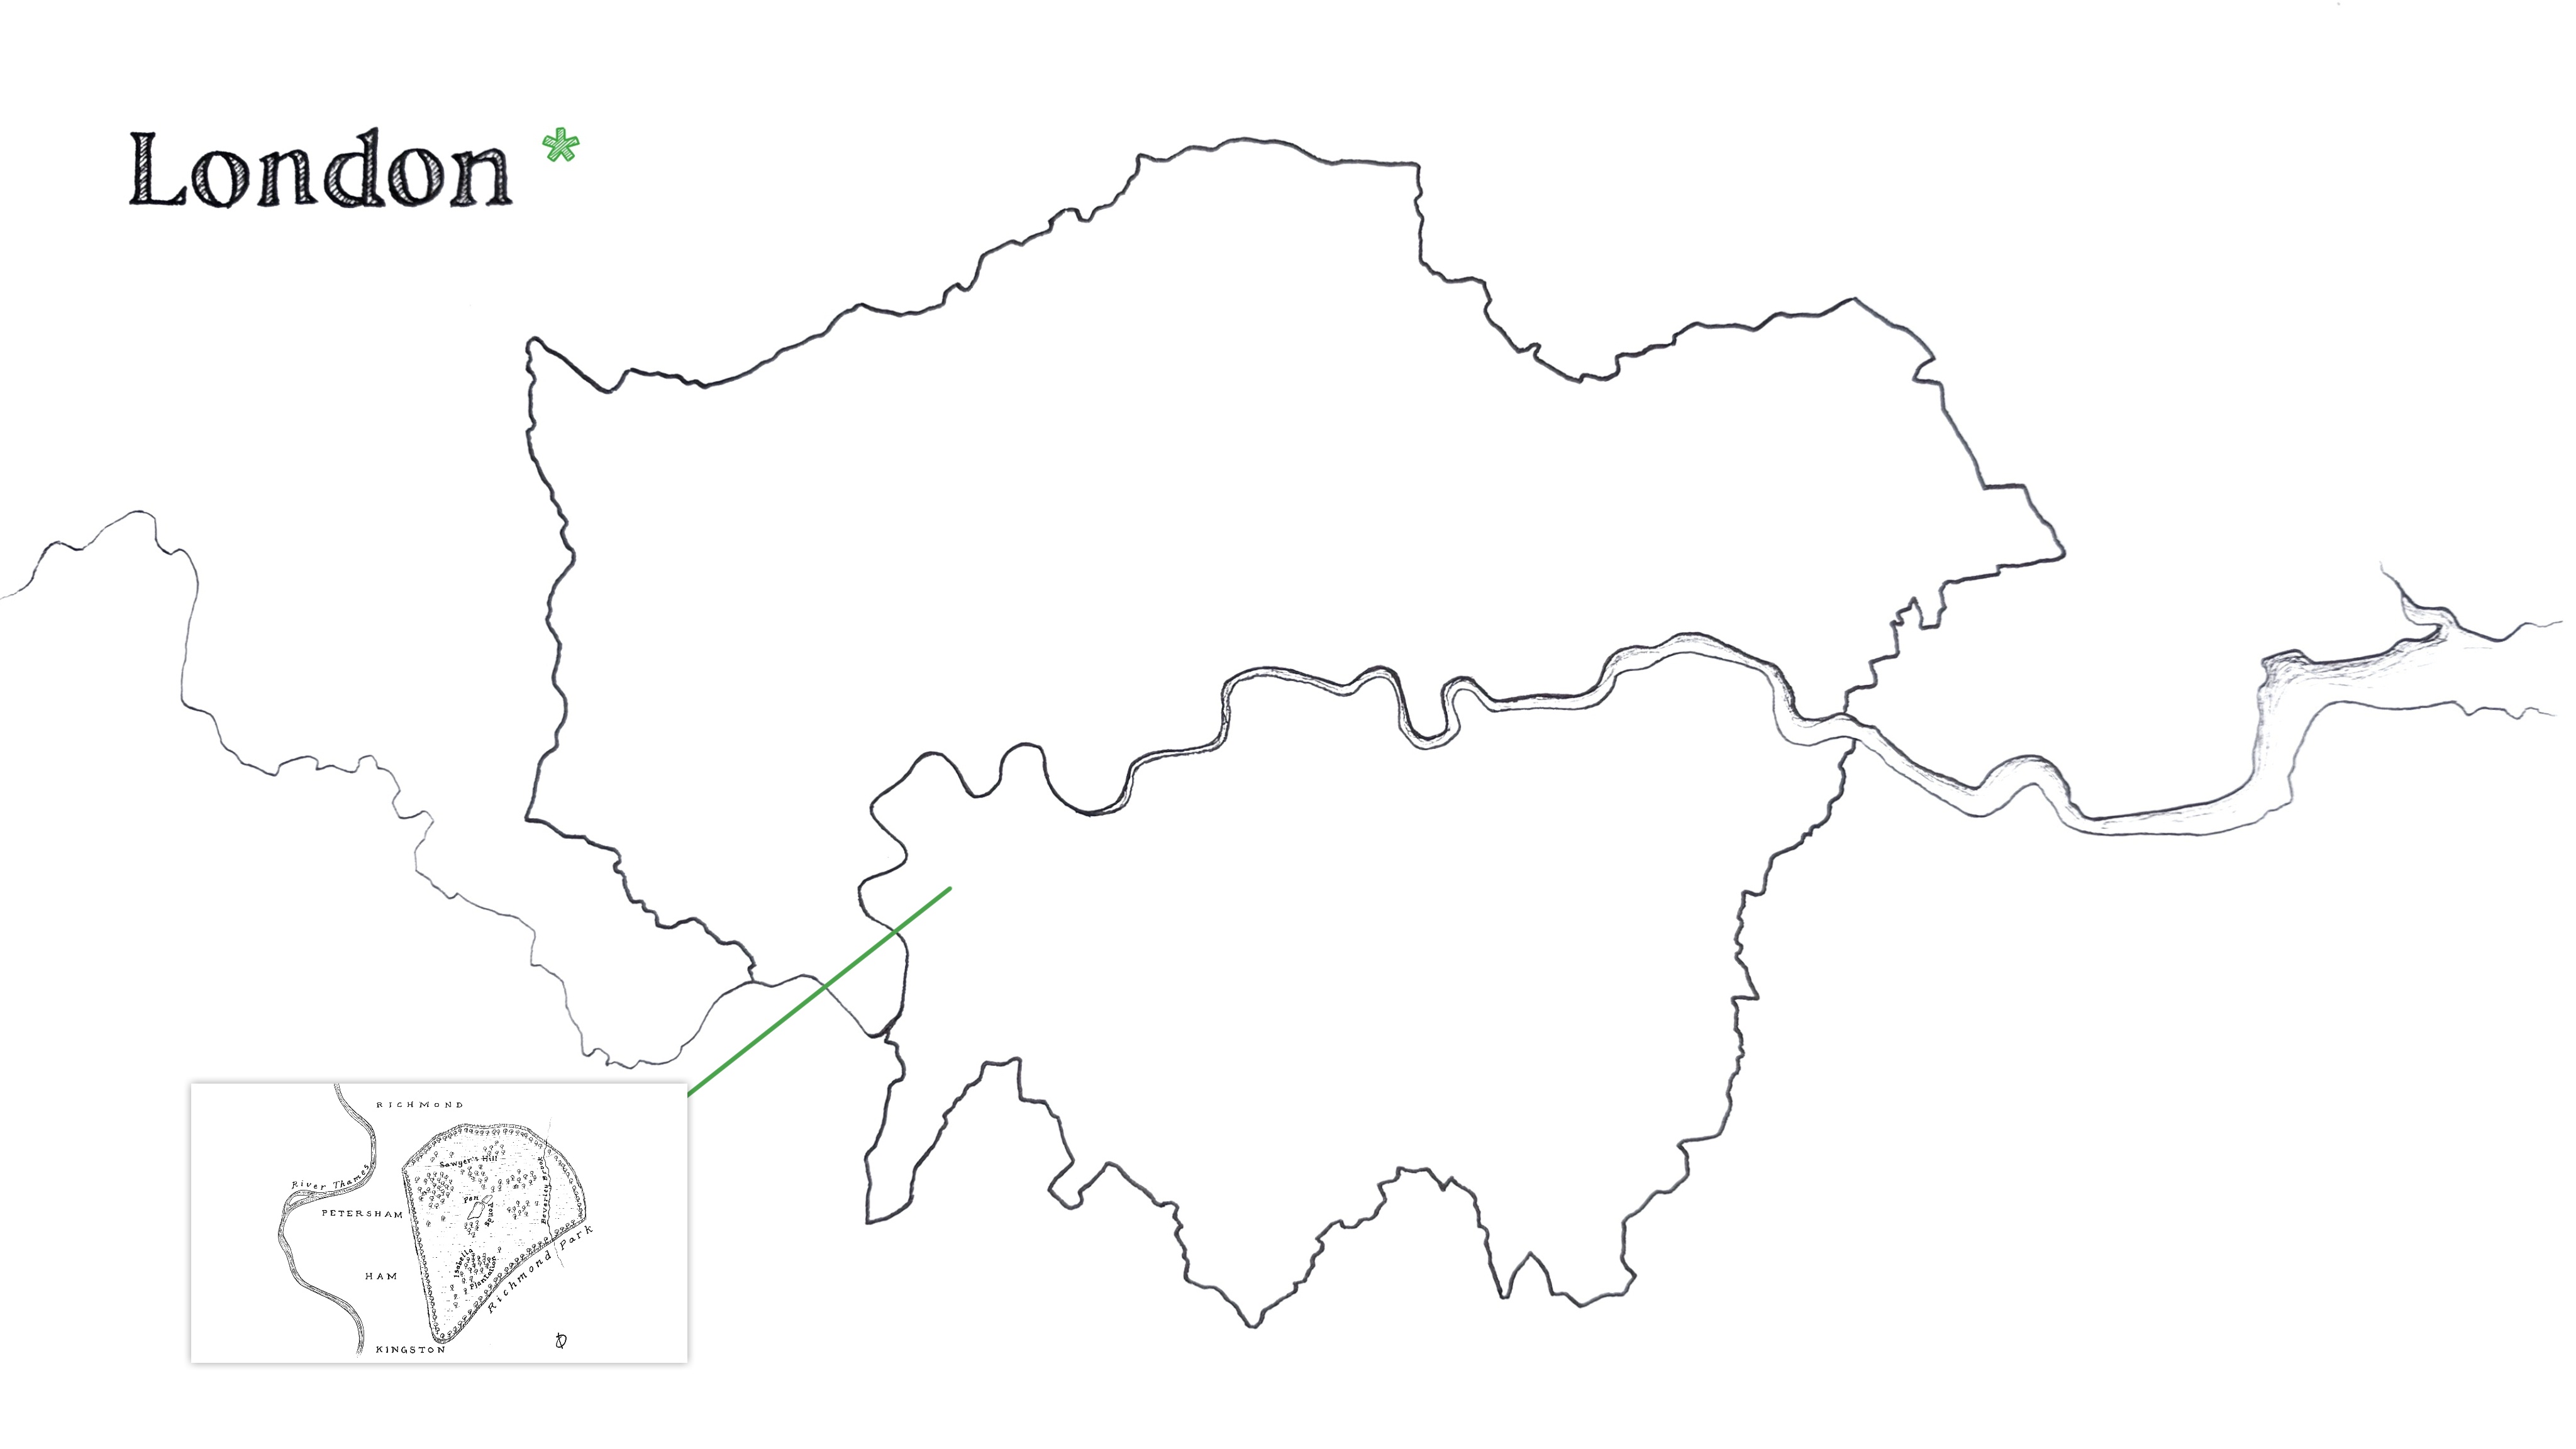 London *
RICHMOND
Sawyer's Hill
River Thames
Pen
Ponds
Beverley Brook
PETERSHAM
Isabella
Plantation
Richmond Park
HAM
KINGSTON